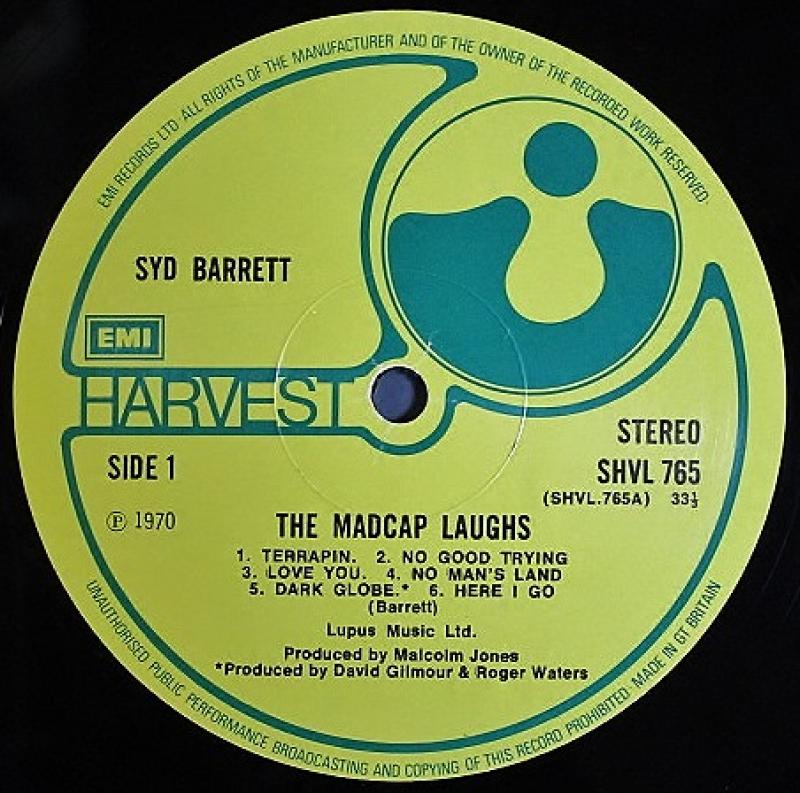 EMI RECORDS LTD· ALL RIGHTS OF THE MANUFACTURER AND OF THE OWNER OF THE RECORDED WORK RESERVED·
SYD BARRETT
EMI
HARVEST
SIDE 1
STEREO
SHVL 765
(SHVL.765A) 33⅓
Ⓟ 1970
THE MADCAP LAUGHS
1. TERRAPIN. 2. NO GOOD TRYING
3. LOVE YOU. 4. NO MAN'S LAND
5. DARK GLOBE.* 6. HERE I GO
(Barrett)
Lupus Music Ltd.
Produced by Malcolm Jones
*Produced by David Gilmour & Roger Waters
UNAUTHORISED PUBLIC PERFORMANCE BROADCASTING AND COPYING OF THIS RECORD PROHIBITED· MADE IN GT BRITAIN